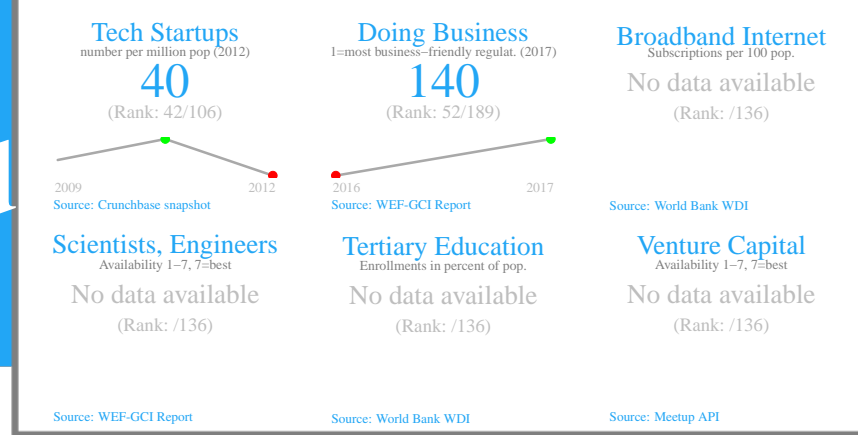 Tech Startups
number per million pop (2012)
40
(Rank: 42/106)
2009 2012
Source: Crunchbase snapshot
Doing Business
1=most business−friendly regulat. (2017)
140
(Rank: 52/189)
2016 2017
Source: WEF-GCI Report
Broadband Internet
Subscriptions per 100 pop.
No data available
(Rank: /136)
Source: World Bank WDI
Scientists, Engineers
Availability 1−7, 7=best
No data available
(Rank: /136)
Source: WEF-GCI Report
Tertiary Education
Enrollments in percent of pop.
No data available
(Rank: /136)
Source: World Bank WDI
Venture Capital
Availability 1−7, 7=best
No data available
(Rank: /136)
Source: Meetup API